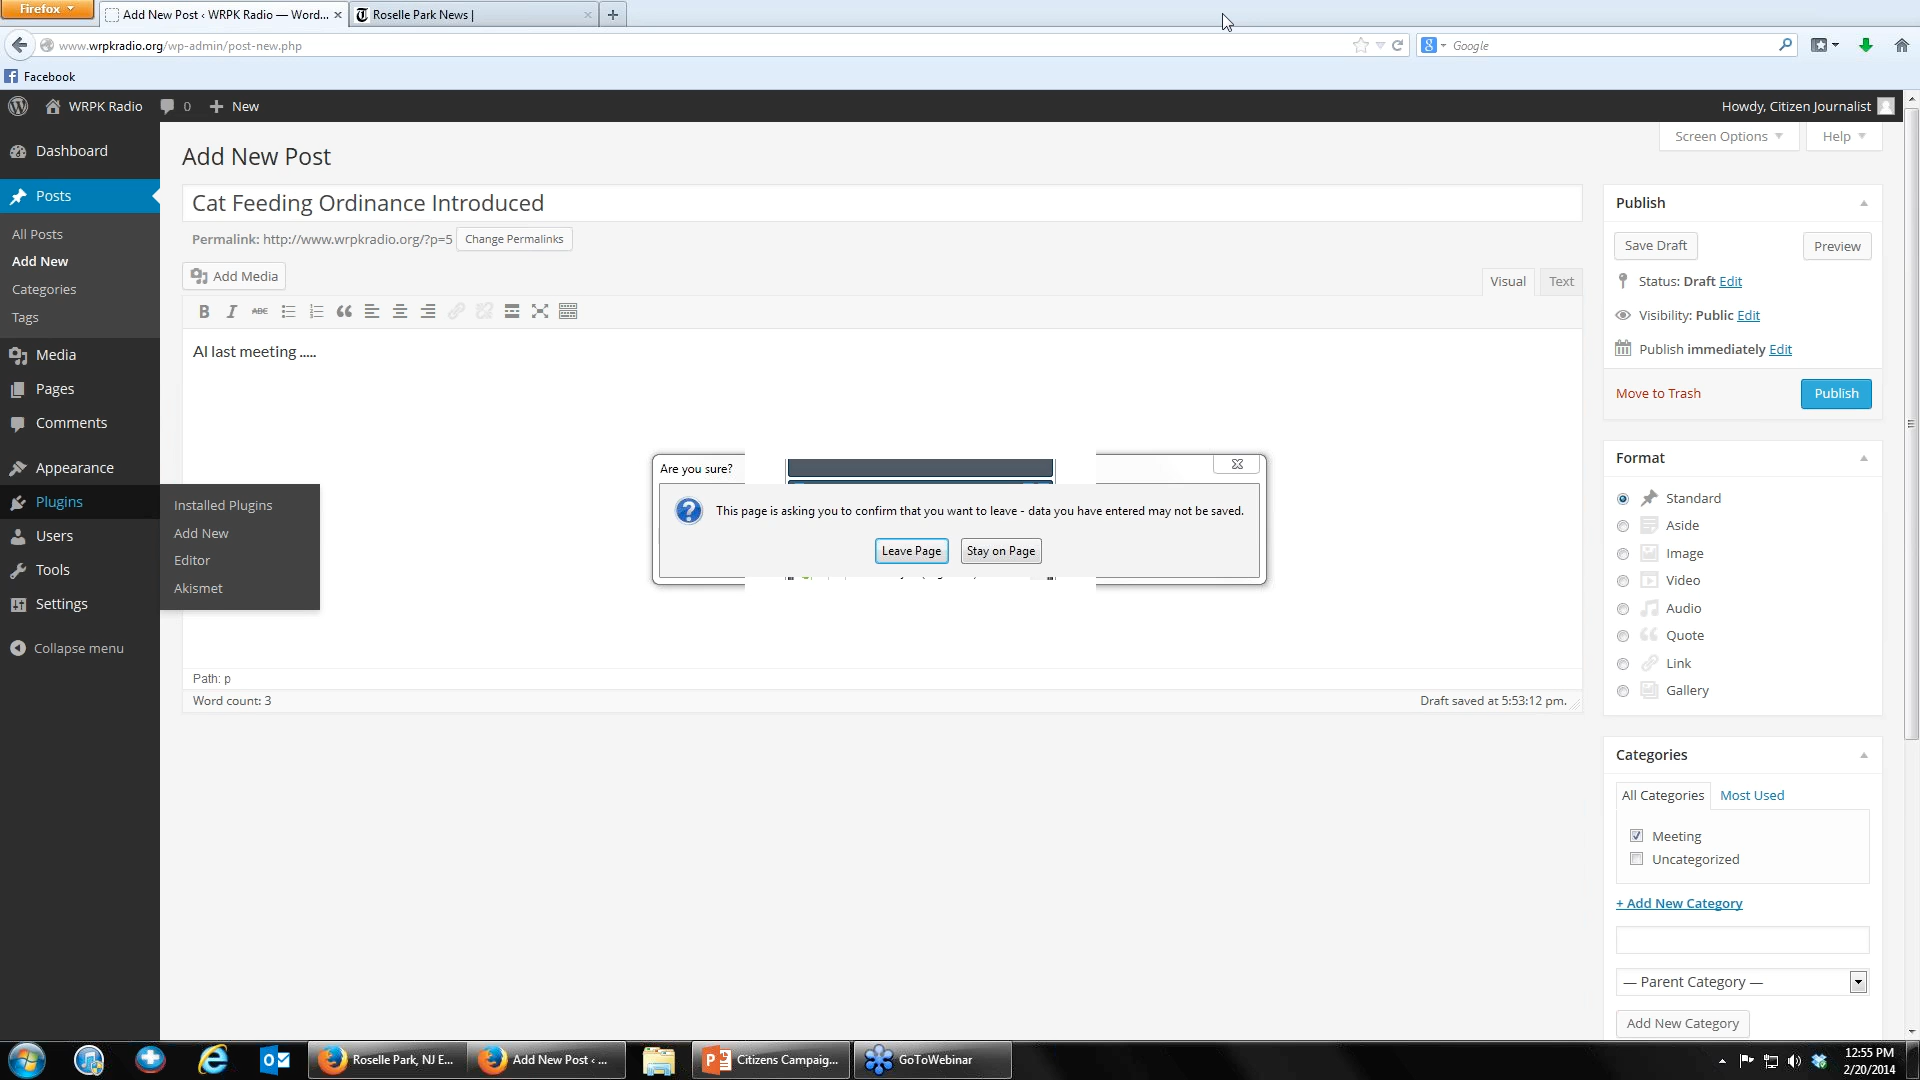 Firefox
Add New Post ‹ WRPK Radio — Word...
Roselle Park News |
www.wrpkradio.org/wp-admin/post-new.php
Google
Facebook
WRPK Radio
0
New
Howdy, Citizen Journalist
Screen Options
Help
Dashboard
Posts
All Posts
Add New
Categories
Tags
Media
Pages
Comments
Appearance
Plugins
Users
Tools
Settings
Collapse menu
Installed Plugins
Add New
Editor
Akismet
Add New Post
Cat Feeding Ordinance Introduced
Permalink: http://www.wrpkradio.org/?p=5
Change Permalinks
Add Media
Visual
Text
B I ABC
Al last meeting .....
Are you sure?
This page is asking you to confirm that you want to leave - data you have entered may not be saved.
Leave Page
Stay on Page
Path: p
Word count: 3
Draft saved at 5:53:12 pm.
Publish
Save Draft
Preview
Status: Draft Edit
Visibility: Public Edit
Publish immediately Edit
Move to Trash
Publish
Format
Standard
Aside
Image
Video
Audio
Quote
Link
Gallery
Categories
All Categories
Most Used
Meeting
Uncategorized
+ Add New Category
— Parent Category —
Add New Category
Roselle Park, NJ E...
Add New Post ‹ ...
Citizens Campaig...
GoToWebinar
12:55 PM
2/20/2014